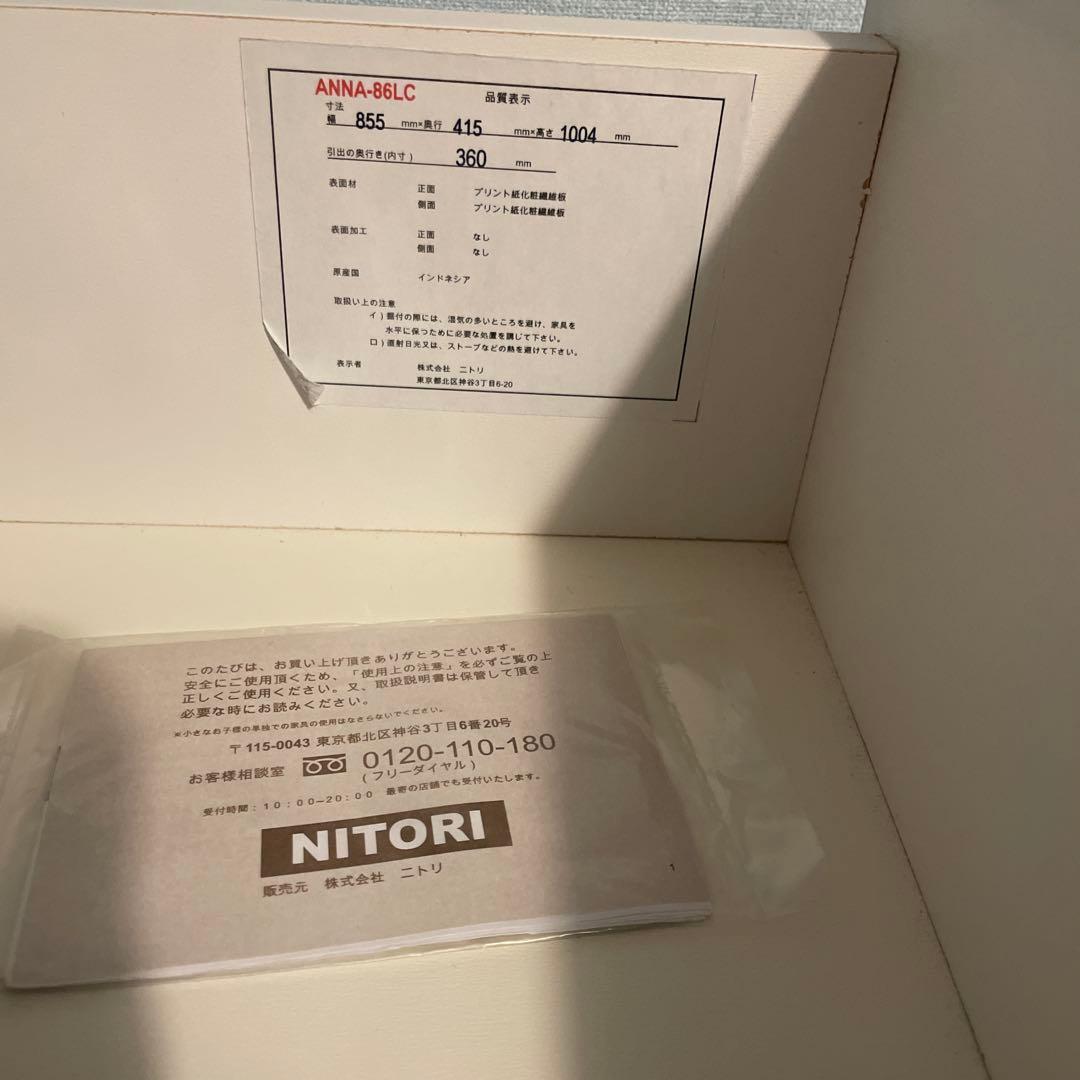 ANNA-86LC 品質表示
寸法
幅 855 mm×奥行 415 mm×高さ 1004 mm
引出の奥行き(内寸) 360 mm
表面材 正面 プリント紙化粧繊維板
側面 プリント紙化粧繊維板
表面加工 正面 なし
側面 なし
原産国 インドネシア
取扱い上の注意
イ)据付の際には、湿気の多いところを避け、家具を
水平に保つために必要な処置を講じて下さい。
ロ)直射日光又は、ストーブなどの熱を避けて下さい。
表示者 株式会社 ニトリ
東京都北区神谷3丁目6-20
このたびは、お買い上げ頂きありがとうございます。
安全にご使用頂くため、「使用上の注意」を必ずご覧の上
正しくご使用ください。又、取扱説明書は保管して頂き
必要な時にお読みください。
※小さなお子様の単独での家具の使用はなさらないでください。
〒115-0043 東京都北区神谷3丁目6番20号
お客様相談室 0120-110-180
(フリーダイヤル)
受付時間:10:00–20:00 最寄の店舗でも受付いたします。
NITORI
販売元 株式会社 ニトリ
1